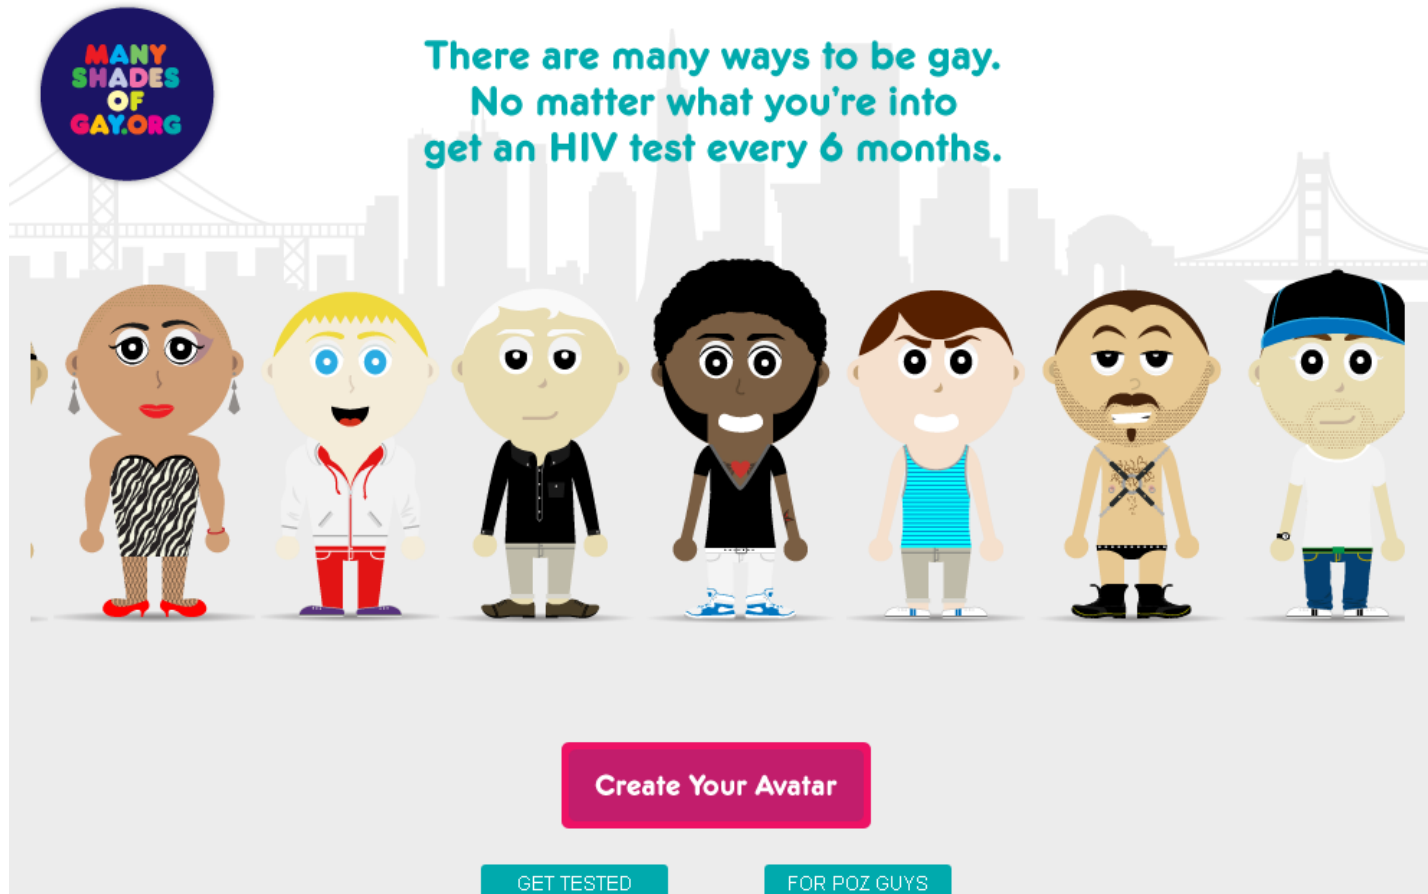 MANY
SHADES
OF
GAY.ORG
There are many ways to be gay.
No matter what you're into
get an HIV test every 6 months.
Create Your Avatar
GET TESTED
FOR POZ GUYS